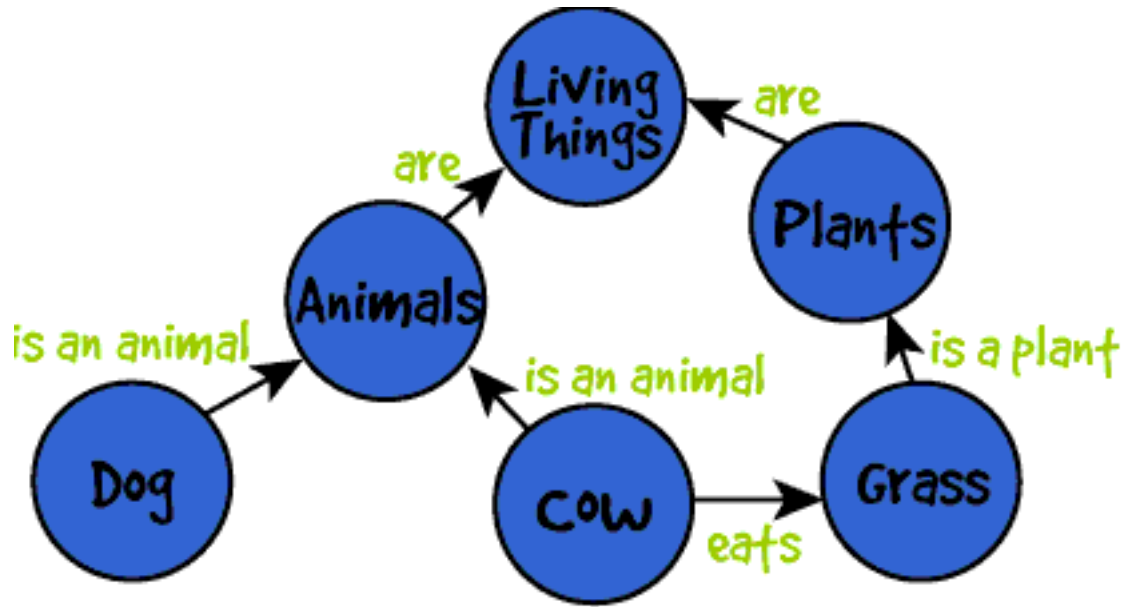 Living
Things
are
are
Plants
Animals
is an animal
is an animal
is a plant
Dog
Cow
Grass
eats